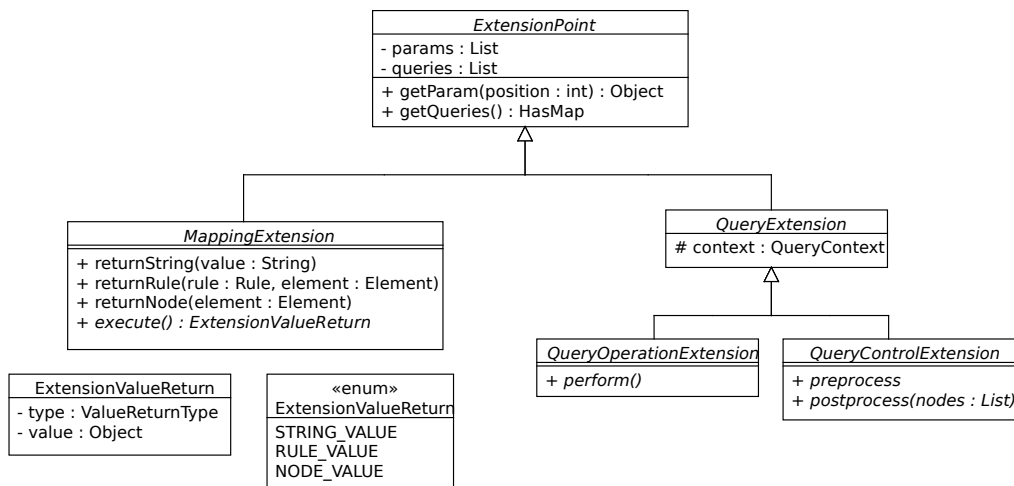 ExtensionPoint
- params : List
- queries : List
+ getParam(position : int) : Object
+ getQueries() : HasMap
MappingExtension
+ returnString(value : String)
+ returnRule(rule : Rule, element : Element)
+ returnNode(element : Element)
+ execute() : ExtensionValueReturn
QueryExtension
# context : QueryContext
QueryOperationExtension
+ perform()
QueryControlExtension
+ preprocess
+ postprocess(nodes : List)
ExtensionValueReturn
- type : ValueReturnType
- value : Object
«enum»
ExtensionValueReturn
STRING_VALUE
RULE_VALUE
NODE_VALUE